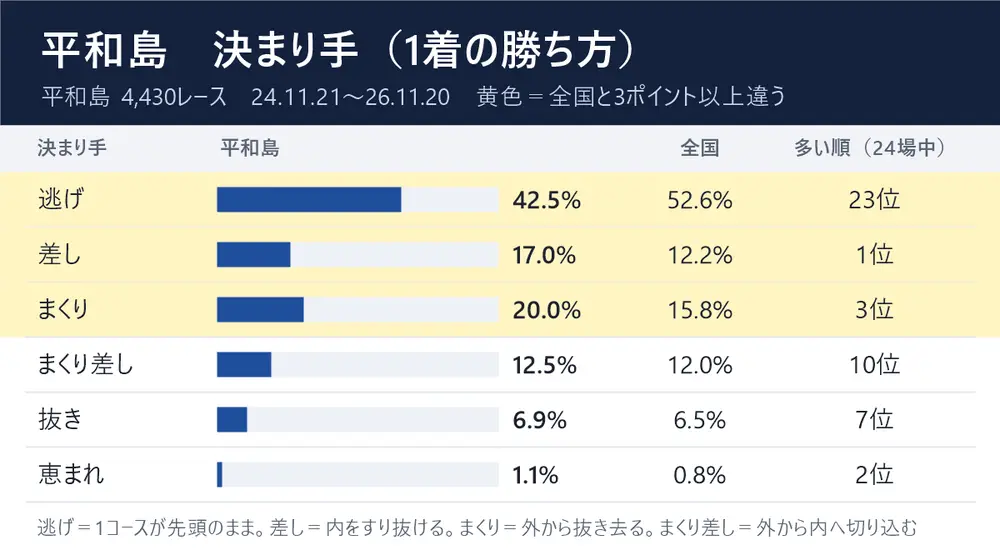 平和島　決まり手（1着の勝ち方）
平和島 4,430レース　24.11.21～26.11.20　黄色＝全国と3ポイント以上違う
決まり手　平和島　全国　多い順（24場中）
逃げ　42.5%　52.6%　23位
差し　17.0%　12.2%　1位
まくり　20.0%　15.8%　3位
まくり差し　12.5%　12.0%　10位
抜き　6.9%　6.5%　7位
恵まれ　1.1%　0.8%　2位
逃げ＝1コースが先頭のまま。差し＝内をすり抜ける。まくり＝外から抜き去る。まくり差し＝外から内へ切り込む